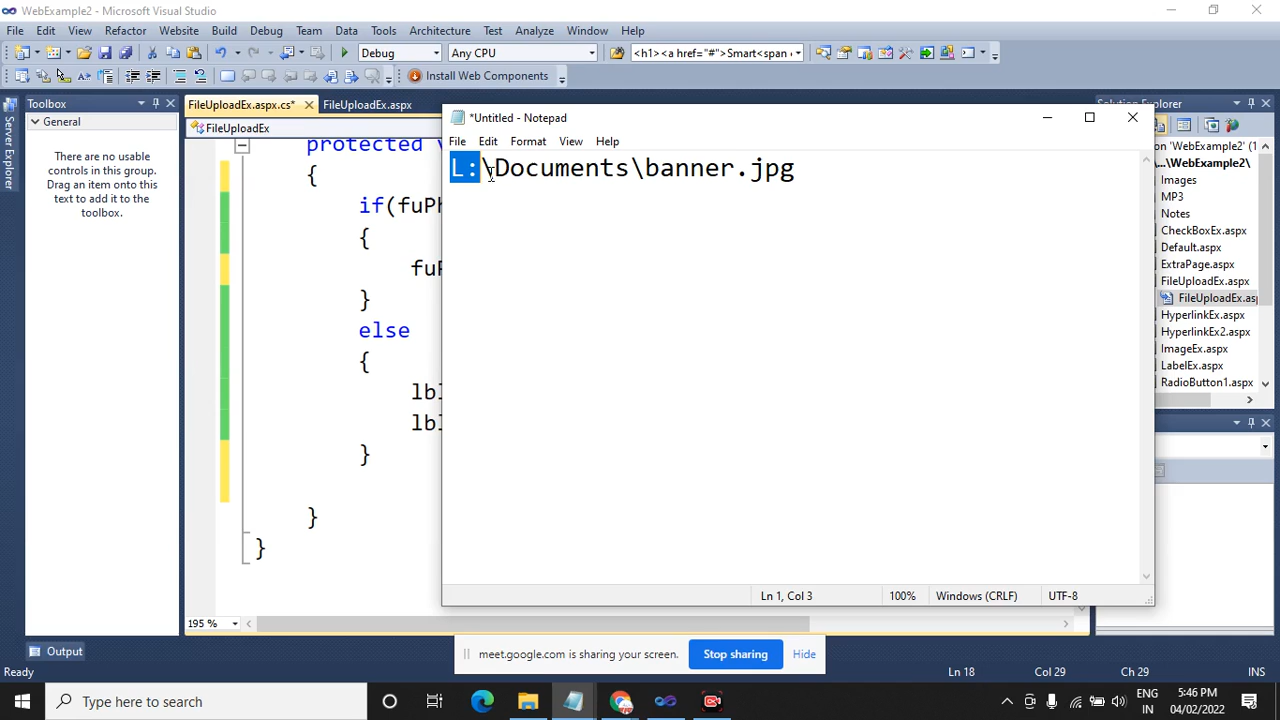 WebExample2 - Microsoft Visual Studio
File Edit View Refactor Website Build Debug Team Data Tools Architecture Test Analyze Window Help
Debug Any CPU <h1><a href="#">Smart<span
Install Web Components
Toolbox
General
There are no usable
controls in this group.
Drag an item onto this
text to add it to the
toolbox.
Server Explorer
FileUploadEx.aspx.cs* FileUploadEx.aspx
FileUploadEx
protected
{
if(fuP
{
fuP
}
else
{
lbl
lbl
}
}
}
195 %
*Untitled - Notepad
File Edit Format View Help
L:\Documents\banner.jpg
Ln 1, Col 3 100% Windows (CRLF) UTF-8
Solution Explorer
on 'WebExample2' (
...\WebExample2\
Images
MP3
Notes
CheckBoxEx.aspx
Default.aspx
ExtraPage.aspx
FileUploadEx.aspx
FileUploadEx.as
HyperlinkEx.aspx
HyperlinkEx2.aspx
ImageEx.aspx
LabelEx.aspx
RadioButton1.aspx
meet.google.com is sharing your screen. Stop sharing Hide
Output
Ready Ln 18 Col 29 Ch 29 INS
Type here to search
ENG
IN
5:46 PM
04/02/2022